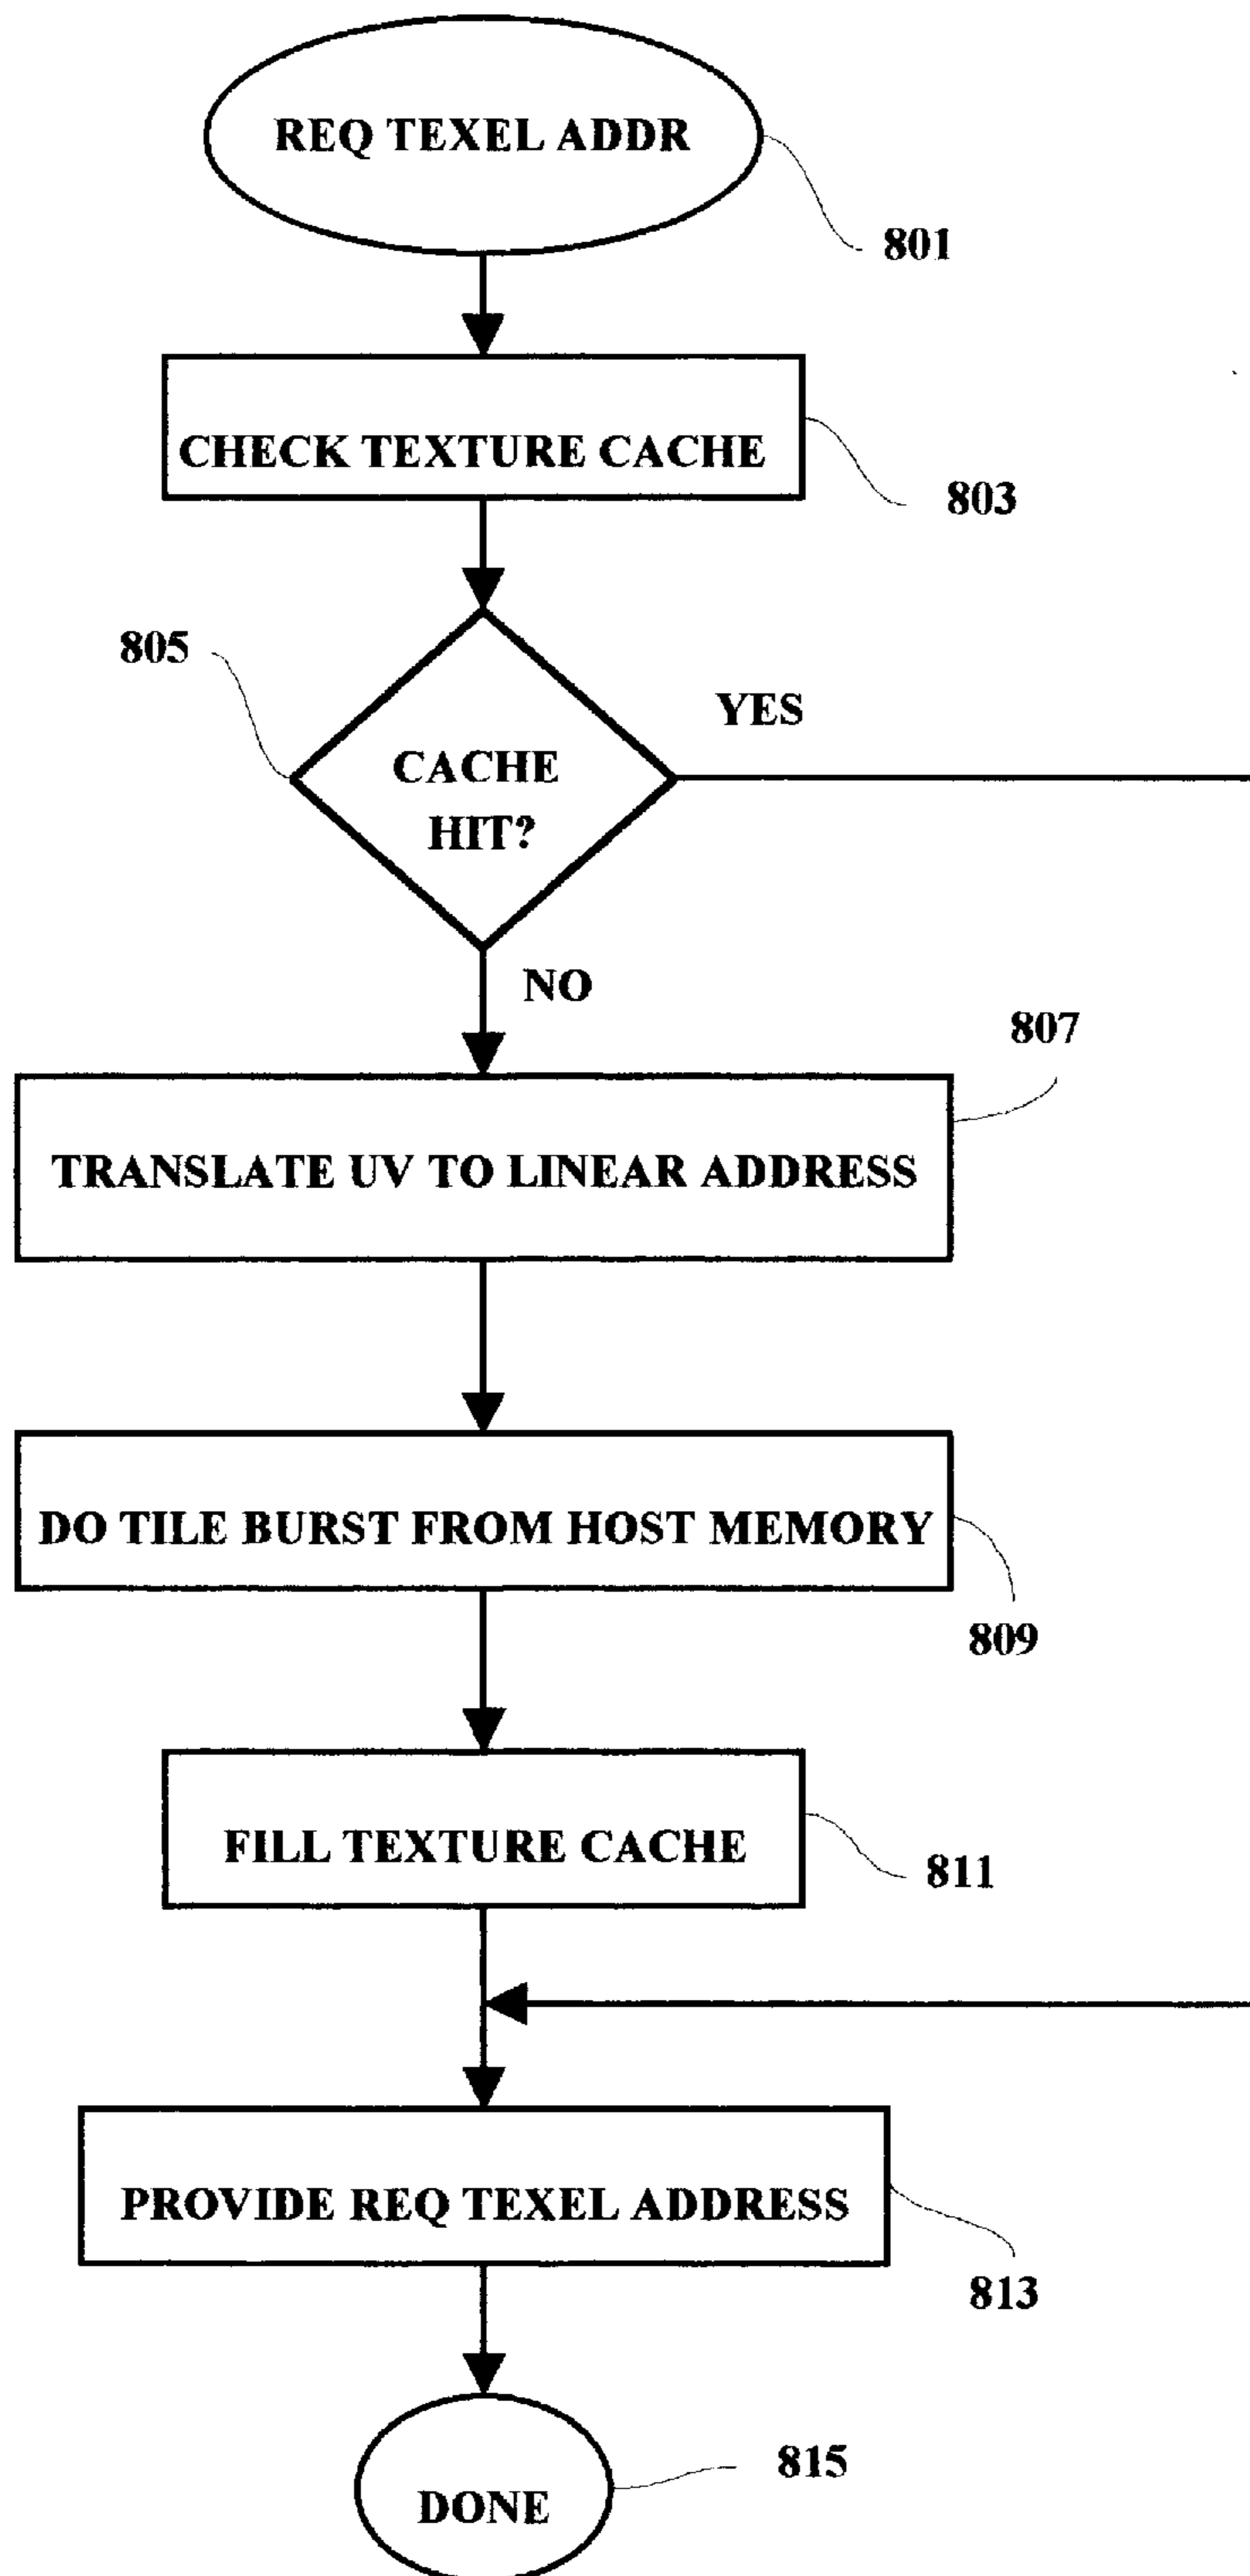 REQ TEXEL ADDR
801
CHECK TEXTURE CACHE
803
805
YES
CACHE
HIT?
NO
807
TRANSLATE UV TO LINEAR ADDRESS
DO TILE BURST FROM HOST MEMORY
809
FILL TEXTURE CACHE
811
PROVIDE REQ TEXEL ADDRESS
813
815
DONE